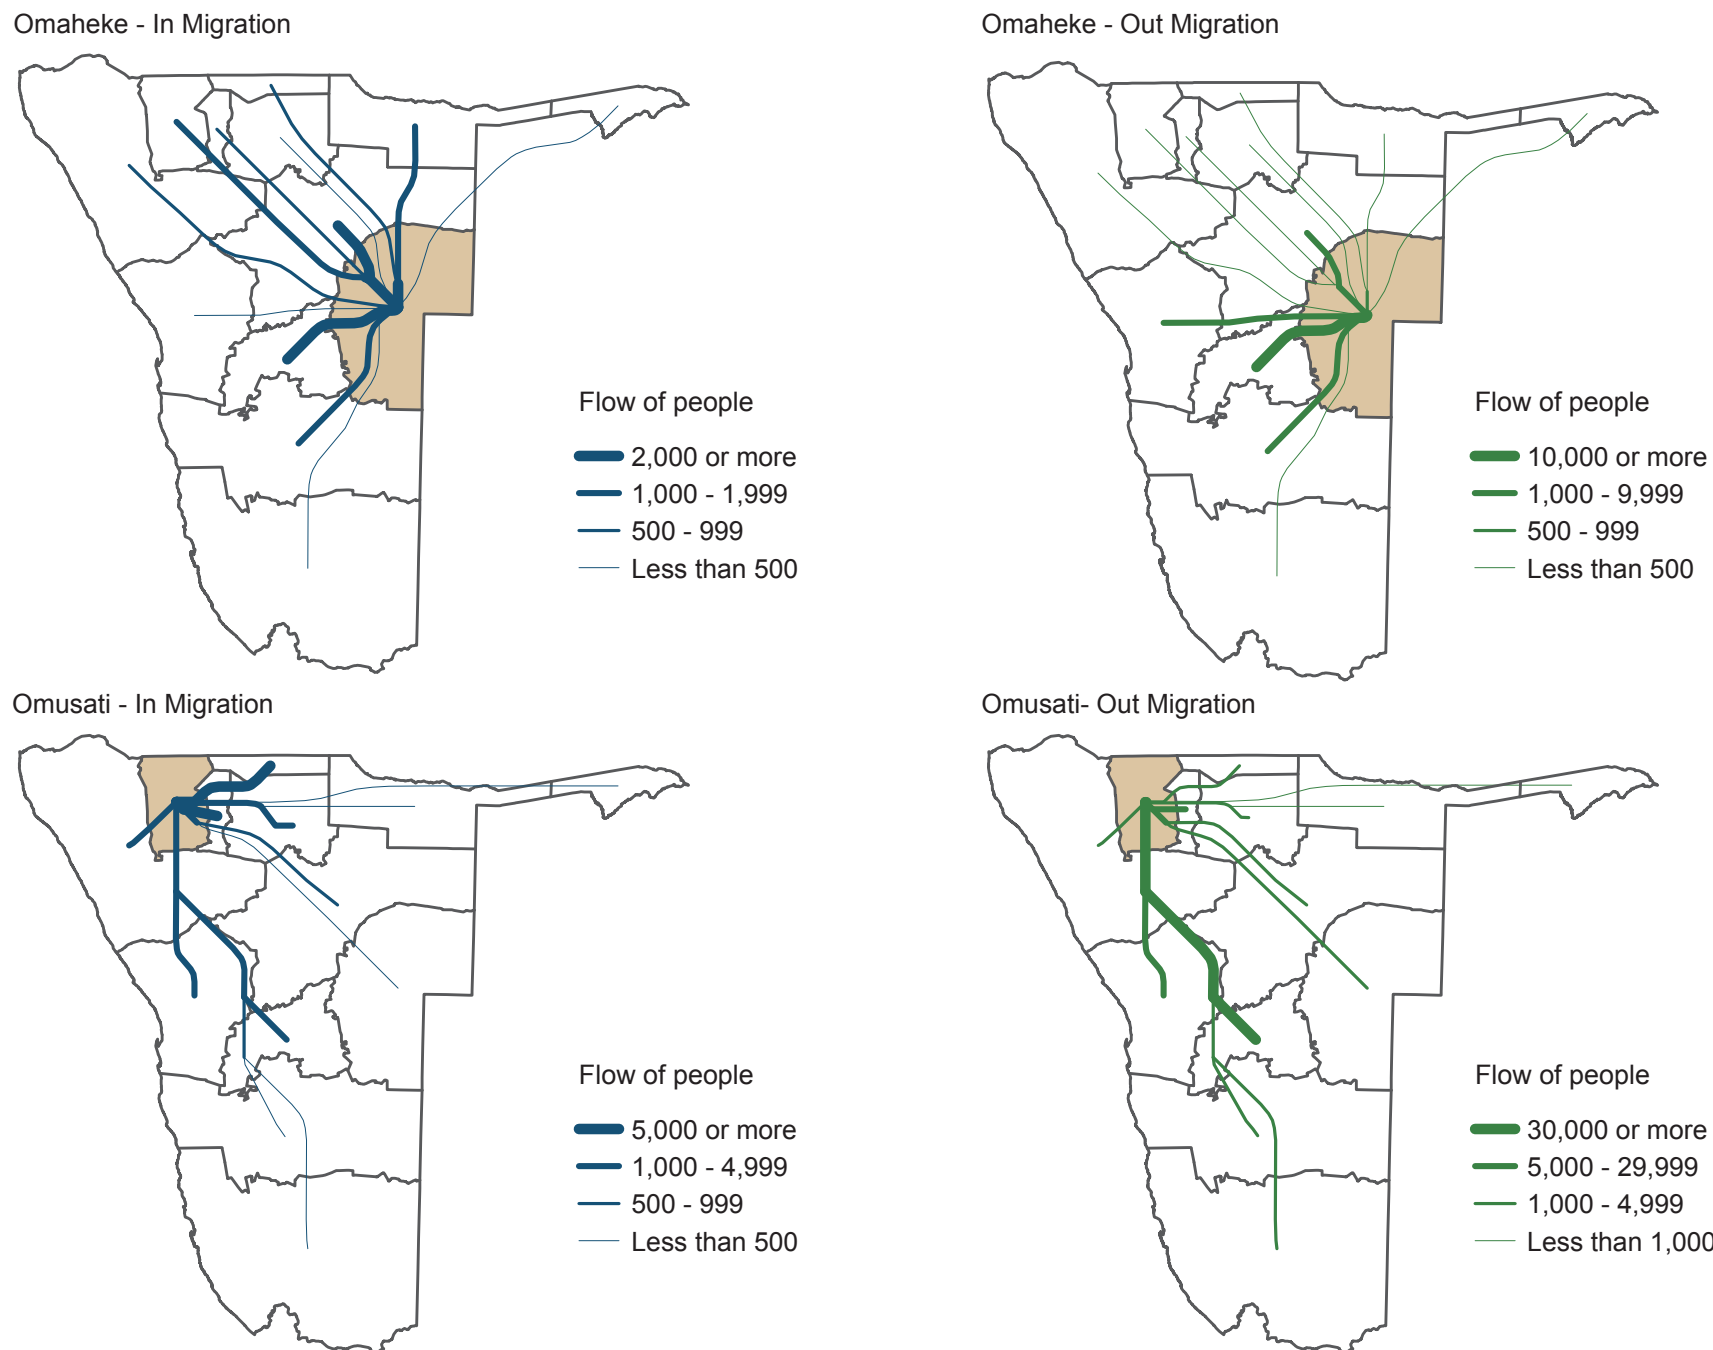 Omaheke - In Migration
Flow of people
2,000 or more
1,000 - 1,999
500 - 999
Less than 500
Omaheke - Out Migration
Flow of people
10,000 or more
1,000 - 9,999
500 - 999
Less than 500
Omusati - In Migration
Flow of people
5,000 or more
1,000 - 4,999
500 - 999
Less than 500
Omusati- Out Migration
Flow of people
30,000 or more
5,000 - 29,999
1,000 - 4,999
Less than 1,000